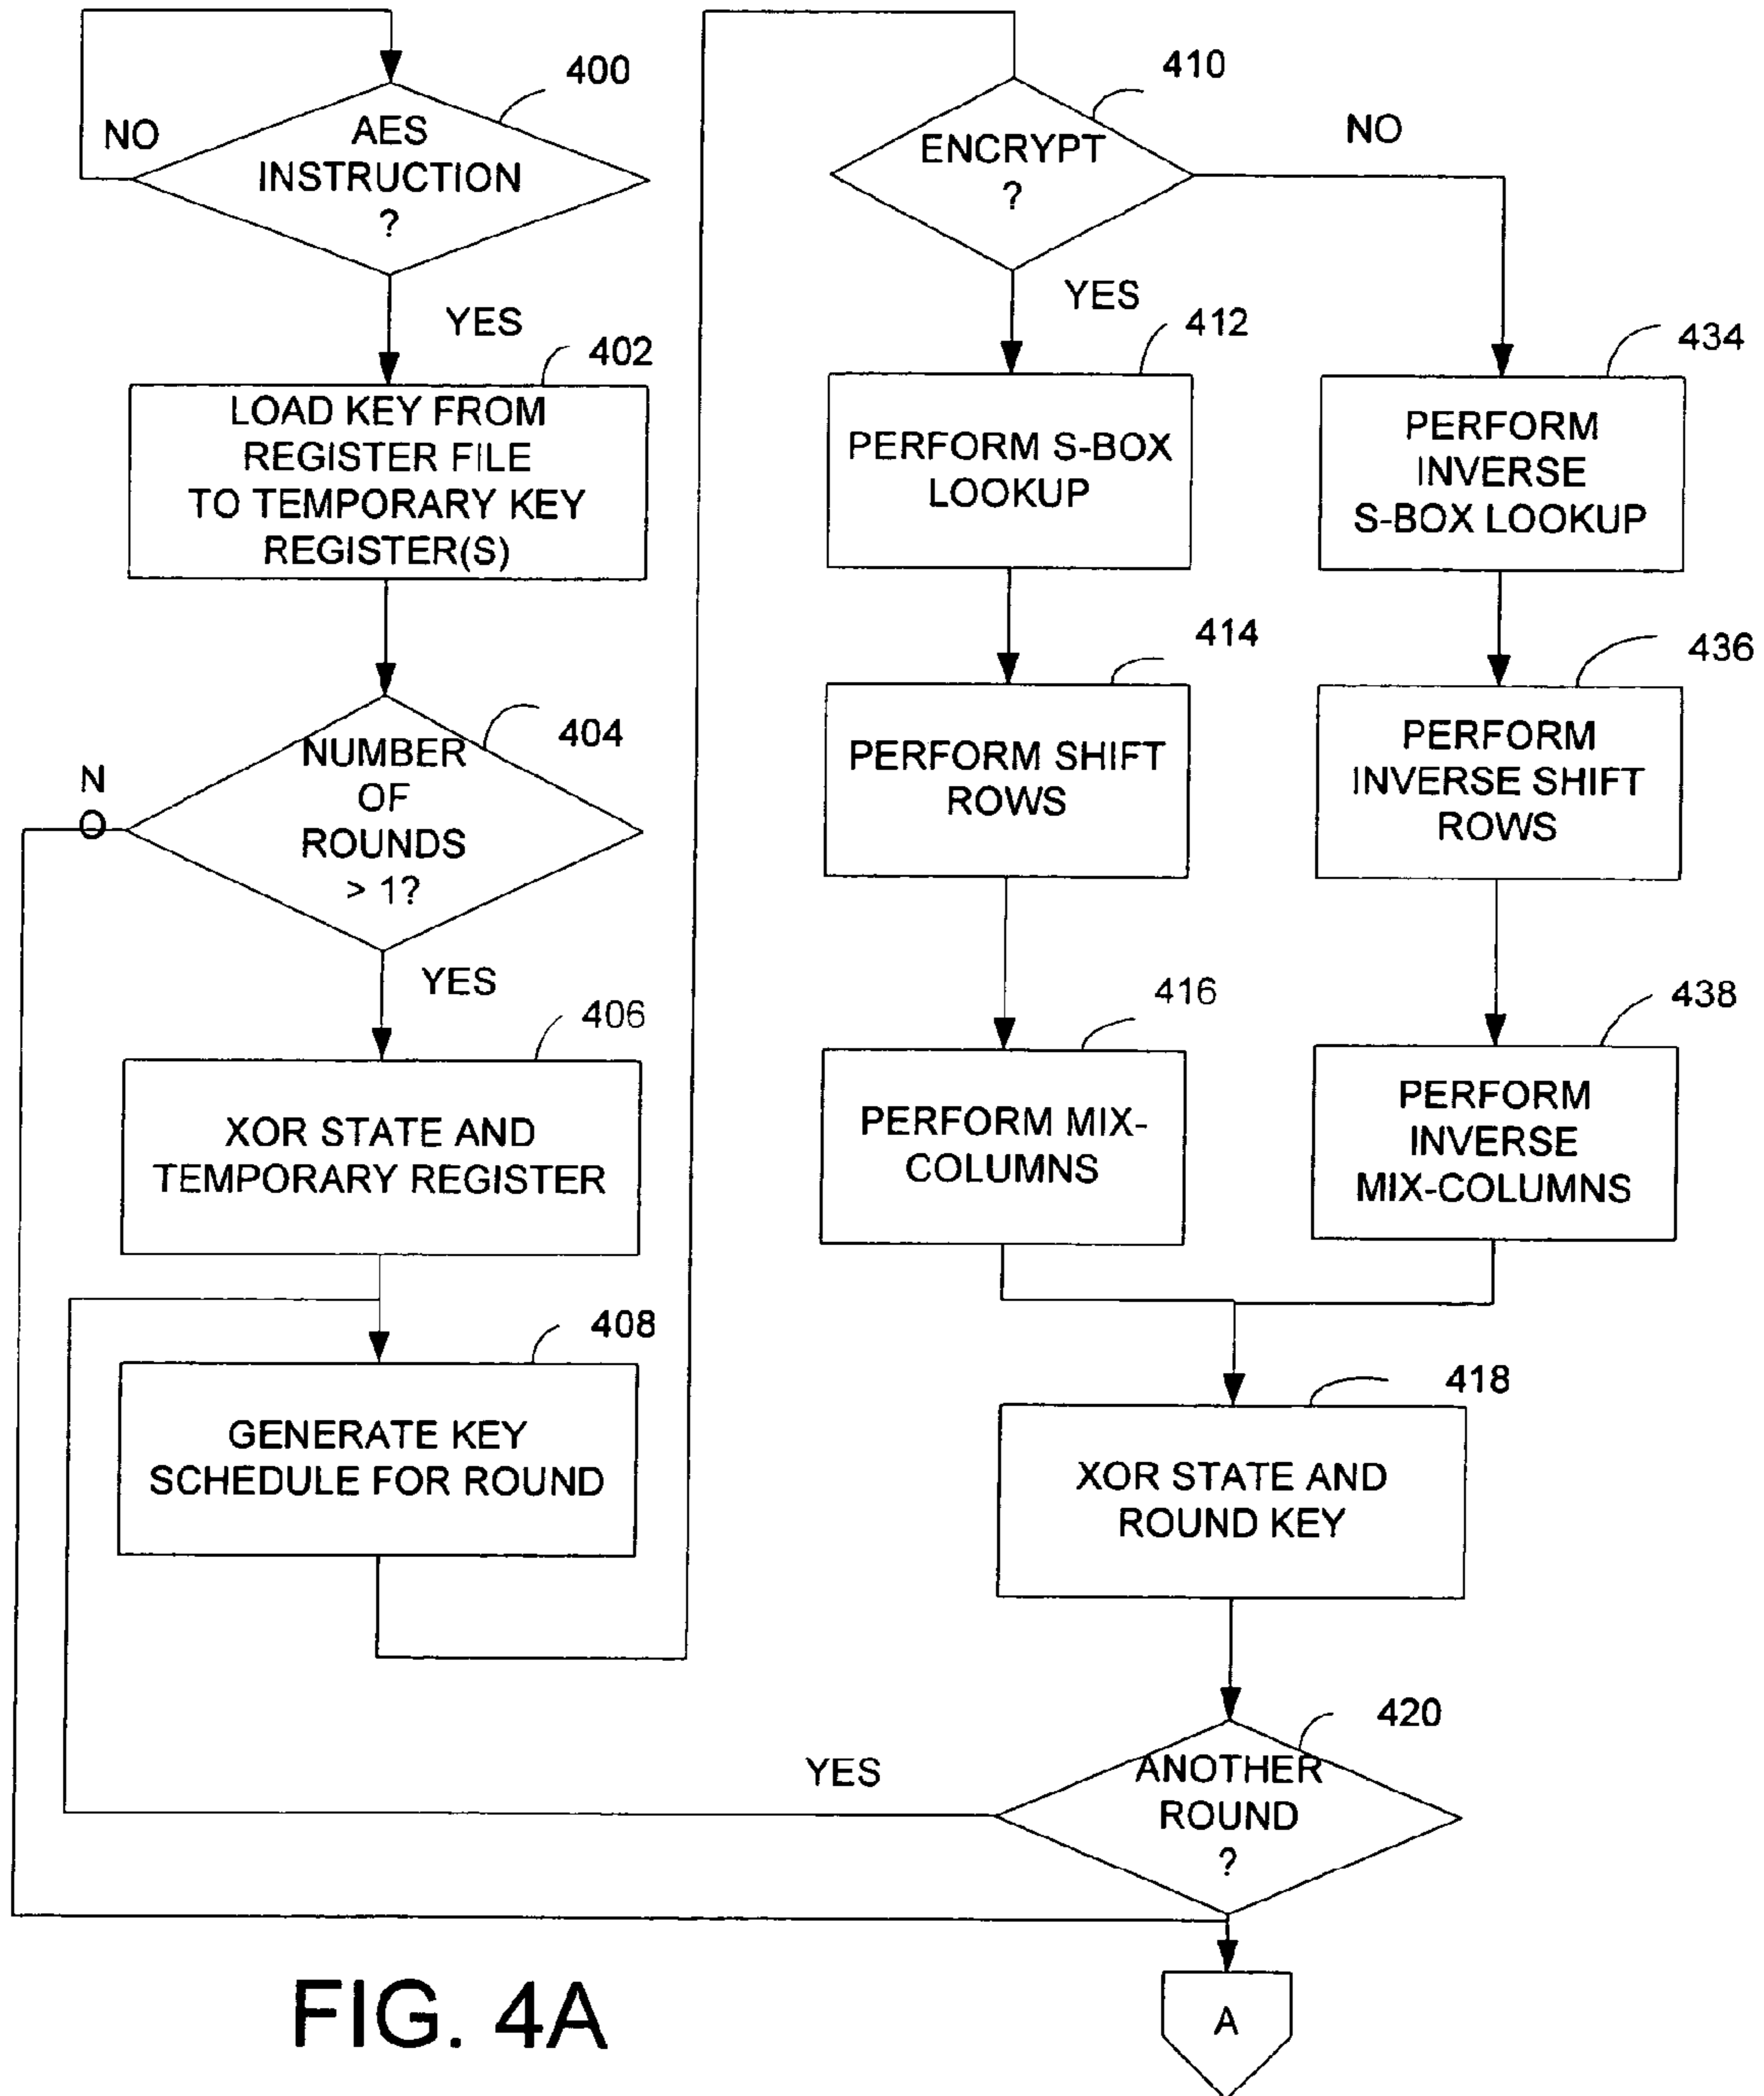 400
AES
INSTRUCTION
?
NO
YES
402
LOAD KEY FROM
REGISTER FILE
TO TEMPORARY KEY
REGISTER(S)
404
NUMBER
OF
ROUNDS
> 1?
N
O
YES
406
XOR STATE AND
TEMPORARY REGISTER
408
GENERATE KEY
SCHEDULE FOR ROUND
410
ENCRYPT
?
NO
YES
412
PERFORM S-BOX
LOOKUP
414
PERFORM SHIFT
ROWS
416
PERFORM MIX-
COLUMNS
434
PERFORM
INVERSE
S-BOX LOOKUP
436
PERFORM
INVERSE SHIFT
ROWS
438
PERFORM
INVERSE
MIX-COLUMNS
418
XOR STATE AND
ROUND KEY
420
ANOTHER
ROUND
?
YES
A
FIG. 4A